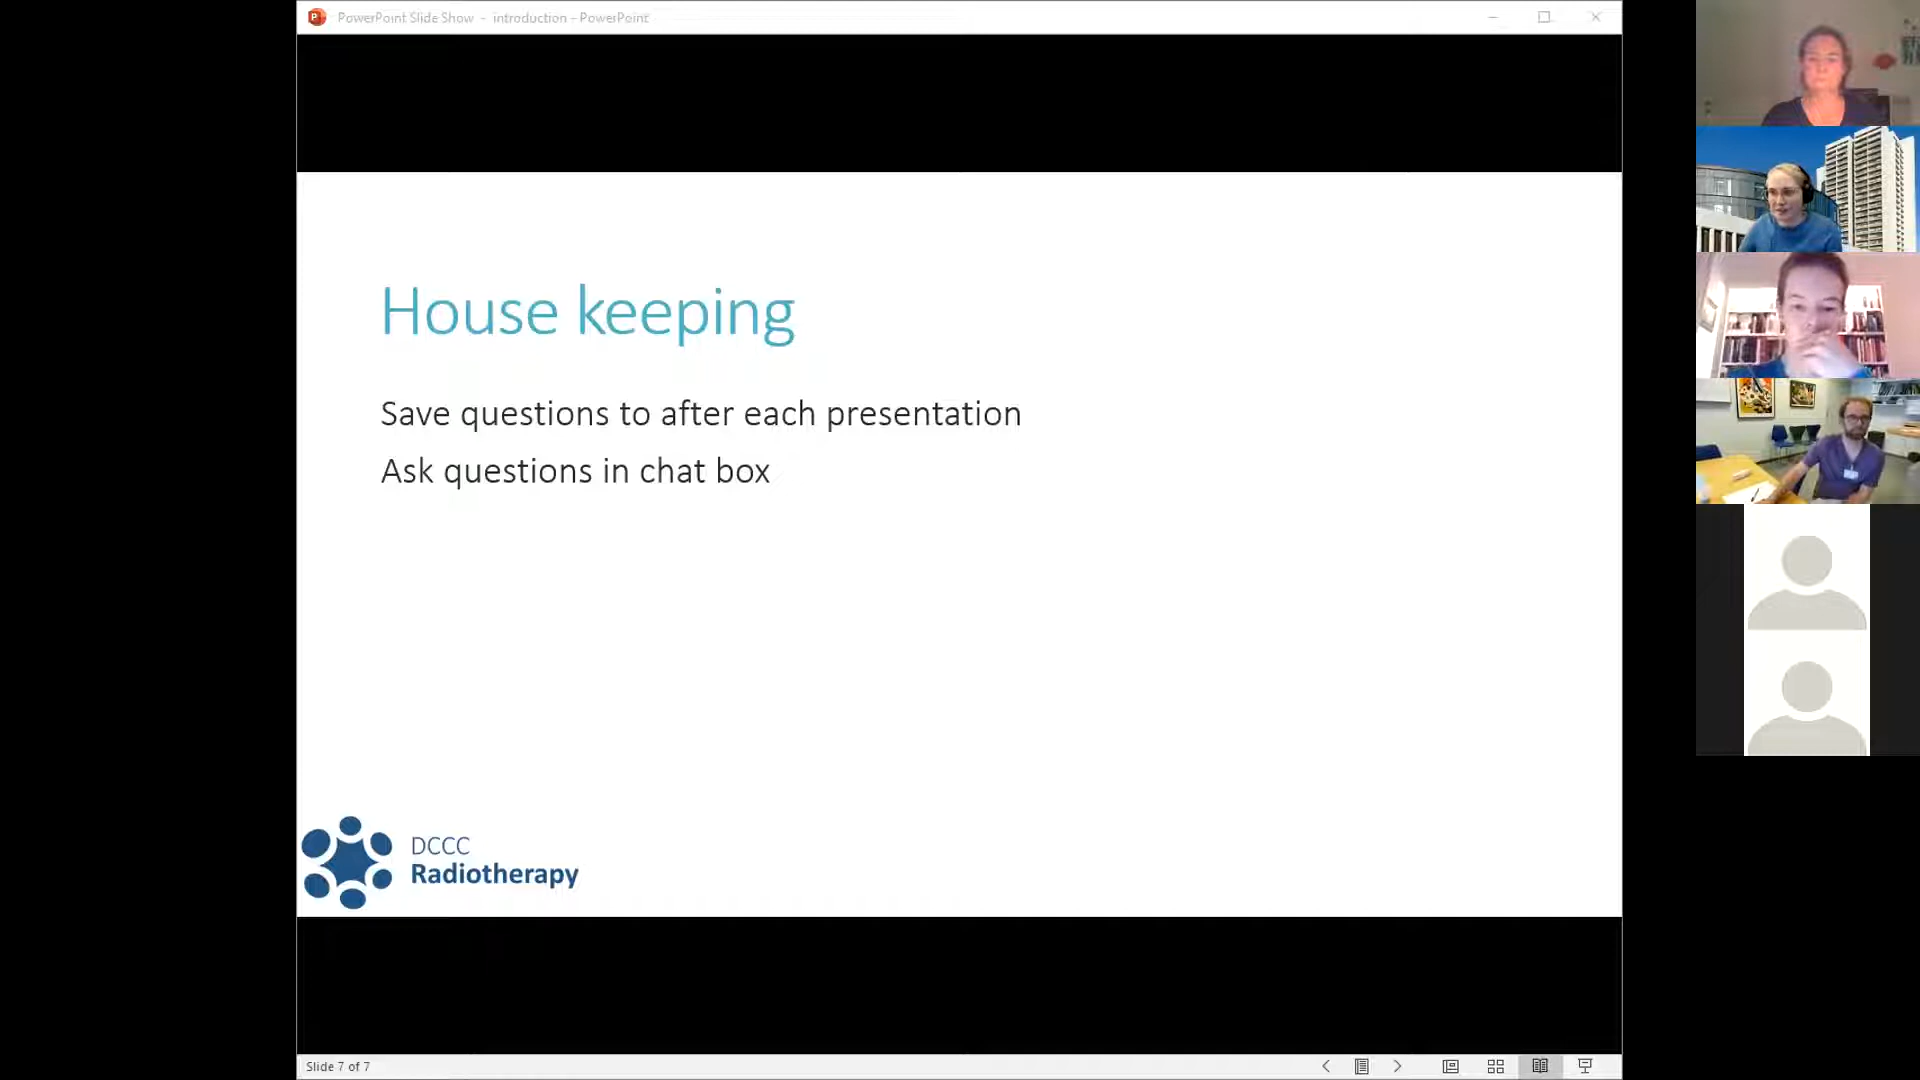 PowerPoint Slide Show - introduction - PowerPoint
House keeping
Save questions to after each presentation
Ask questions in chat box
DCCC
Radiotherapy
Slide 7 of 7